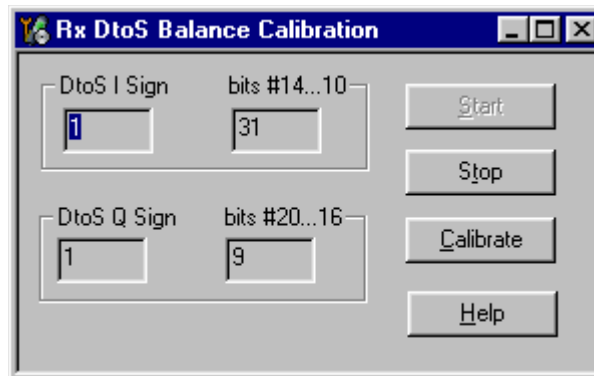 Rx DtoS Balance Calibration
DtoS I Sign bits #14...10
1 31
Start
Stop
DtoS Q Sign bits #20...16
1 9
Calibrate
Help